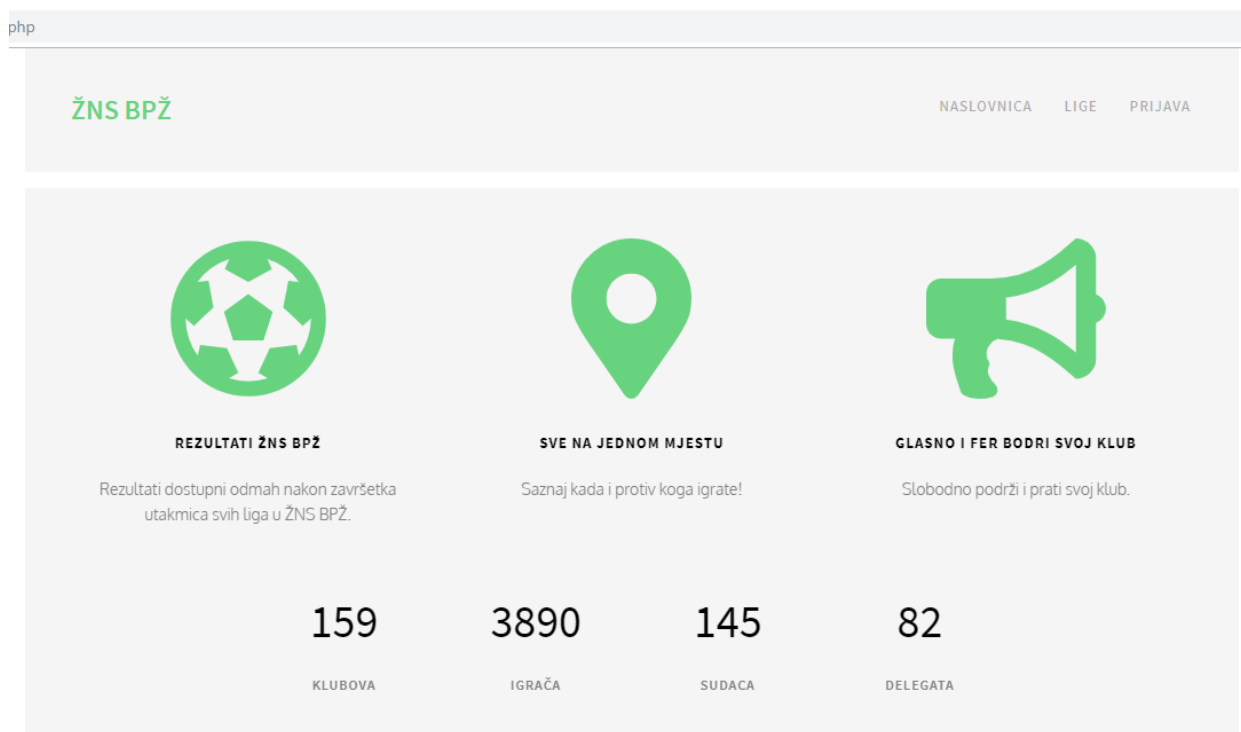 php
ŽNS BPŽ
NASLOVNICA LIGE PRIJAVA
REZULTATI ŽNS BPŽ
Rezultati dostupni odmah nakon završetka
utakmica svih liga u ŽNS BPŽ.
SVE NA JEDNOM MJESTU
Saznaj kada i protiv koga igrate!
GLASNO I FER BODRI SVOJ KLUB
Slobodno podrži i prati svoj klub.
159
KLUBOVA
3890
IGRAČA
145
SUDACA
82
DELEGATA